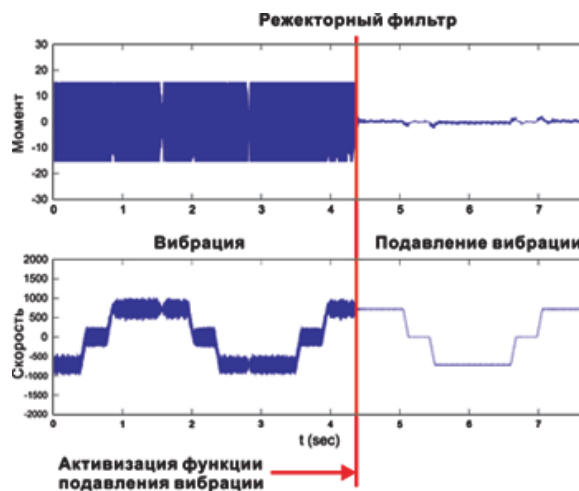 Режекторный фильтр
30
20
10
0
-10
-20
-30
Момент
0 1 2 3 4 5 6 7
Вибрация
Подавление вибрации
2000
1500
1000
500
0
-500
-1000
-1500
-2000
Скорость
0 1 2 3 4 5 6 7
t (sec)
Активизация функции
подавления вибрации